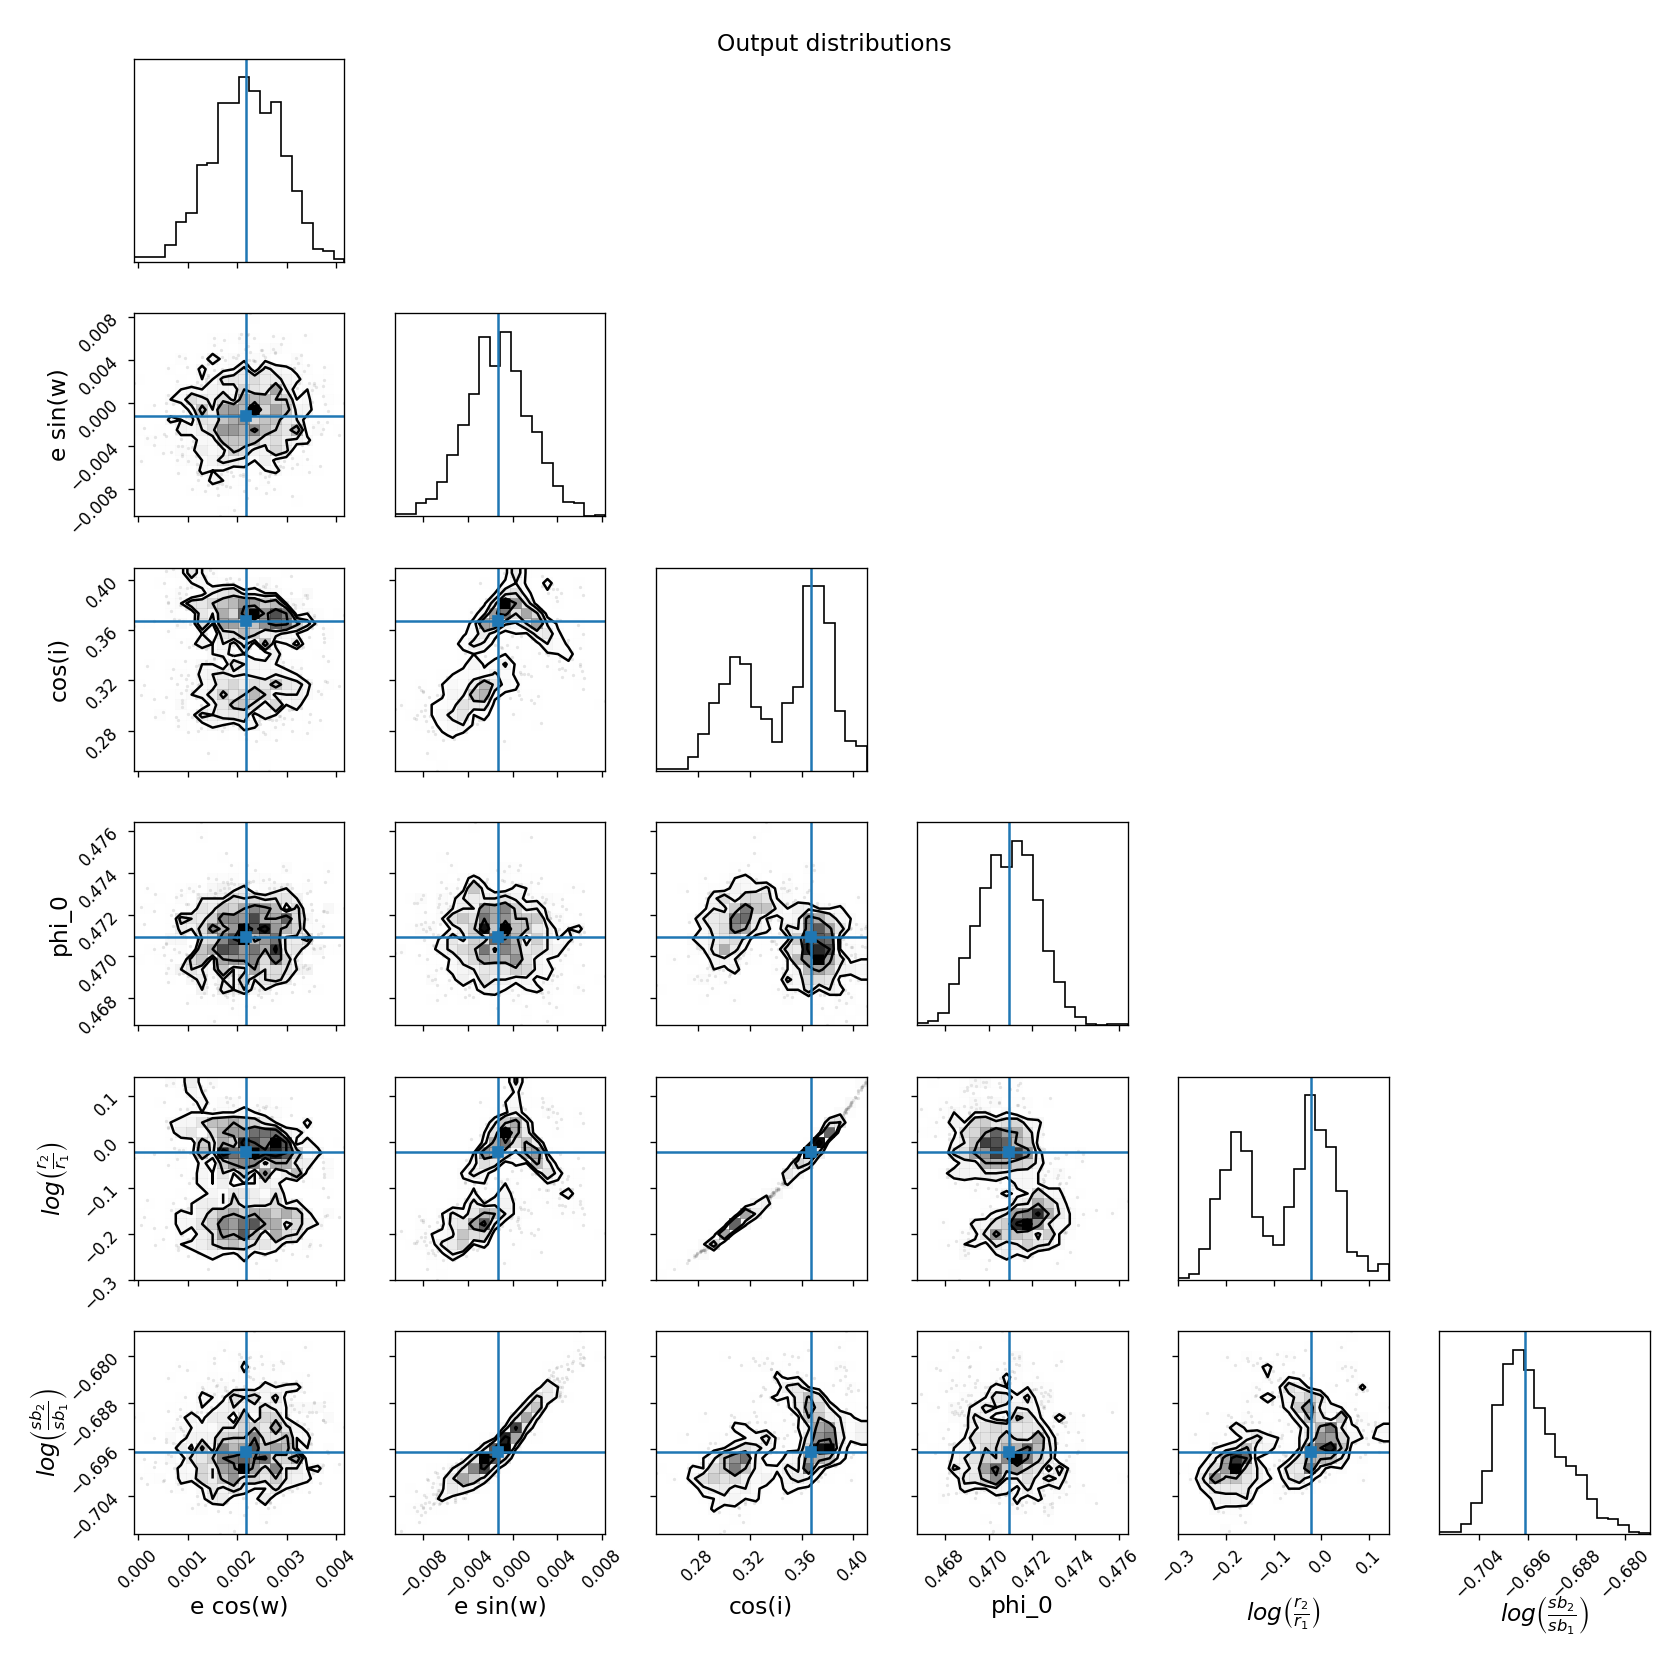 Output distributions
e sin(w)
0.008
0.004
0.000
−0.004
−0.008
cos(i)
0.40
0.36
0.32
0.28
phi_0
0.476
0.474
0.472
0.470
0.468
log(r₂/r₁)
0.1
0.0
−0.1
−0.2
−0.3
log(sb₂/sb₁)
−0.680
−0.688
−0.696
−0.704
0.000 0.001 0.002 0.003 0.004
−0.008 −0.004 0.000 0.004 0.008
0.28 0.32 0.36 0.40
0.468 0.470 0.472 0.474 0.476
−0.3 −0.2 −0.1 0.0 0.1
−0.704 −0.696 −0.688 −0.680
e cos(w)
e sin(w)
cos(i)
phi_0
log(r₂/r₁)
log(sb₂/sb₁)